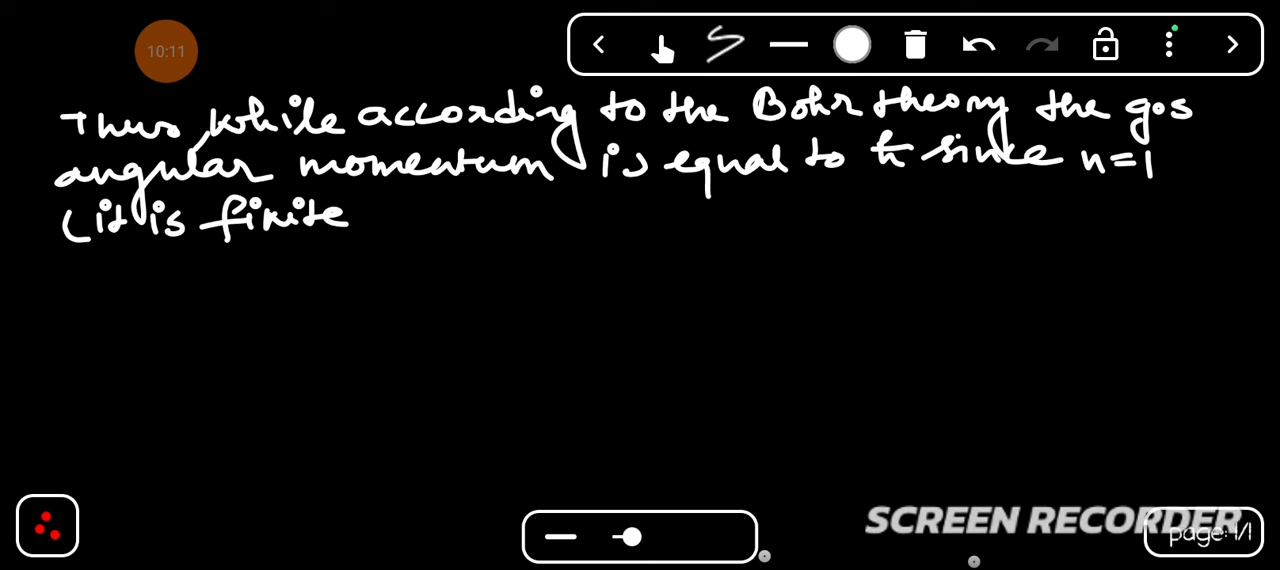 10:11
Thus, while according to the Bohr theory the gos
angular momentum is equal to ħ since n=1
(it is finite
SCREEN RECORDER
page:1/1